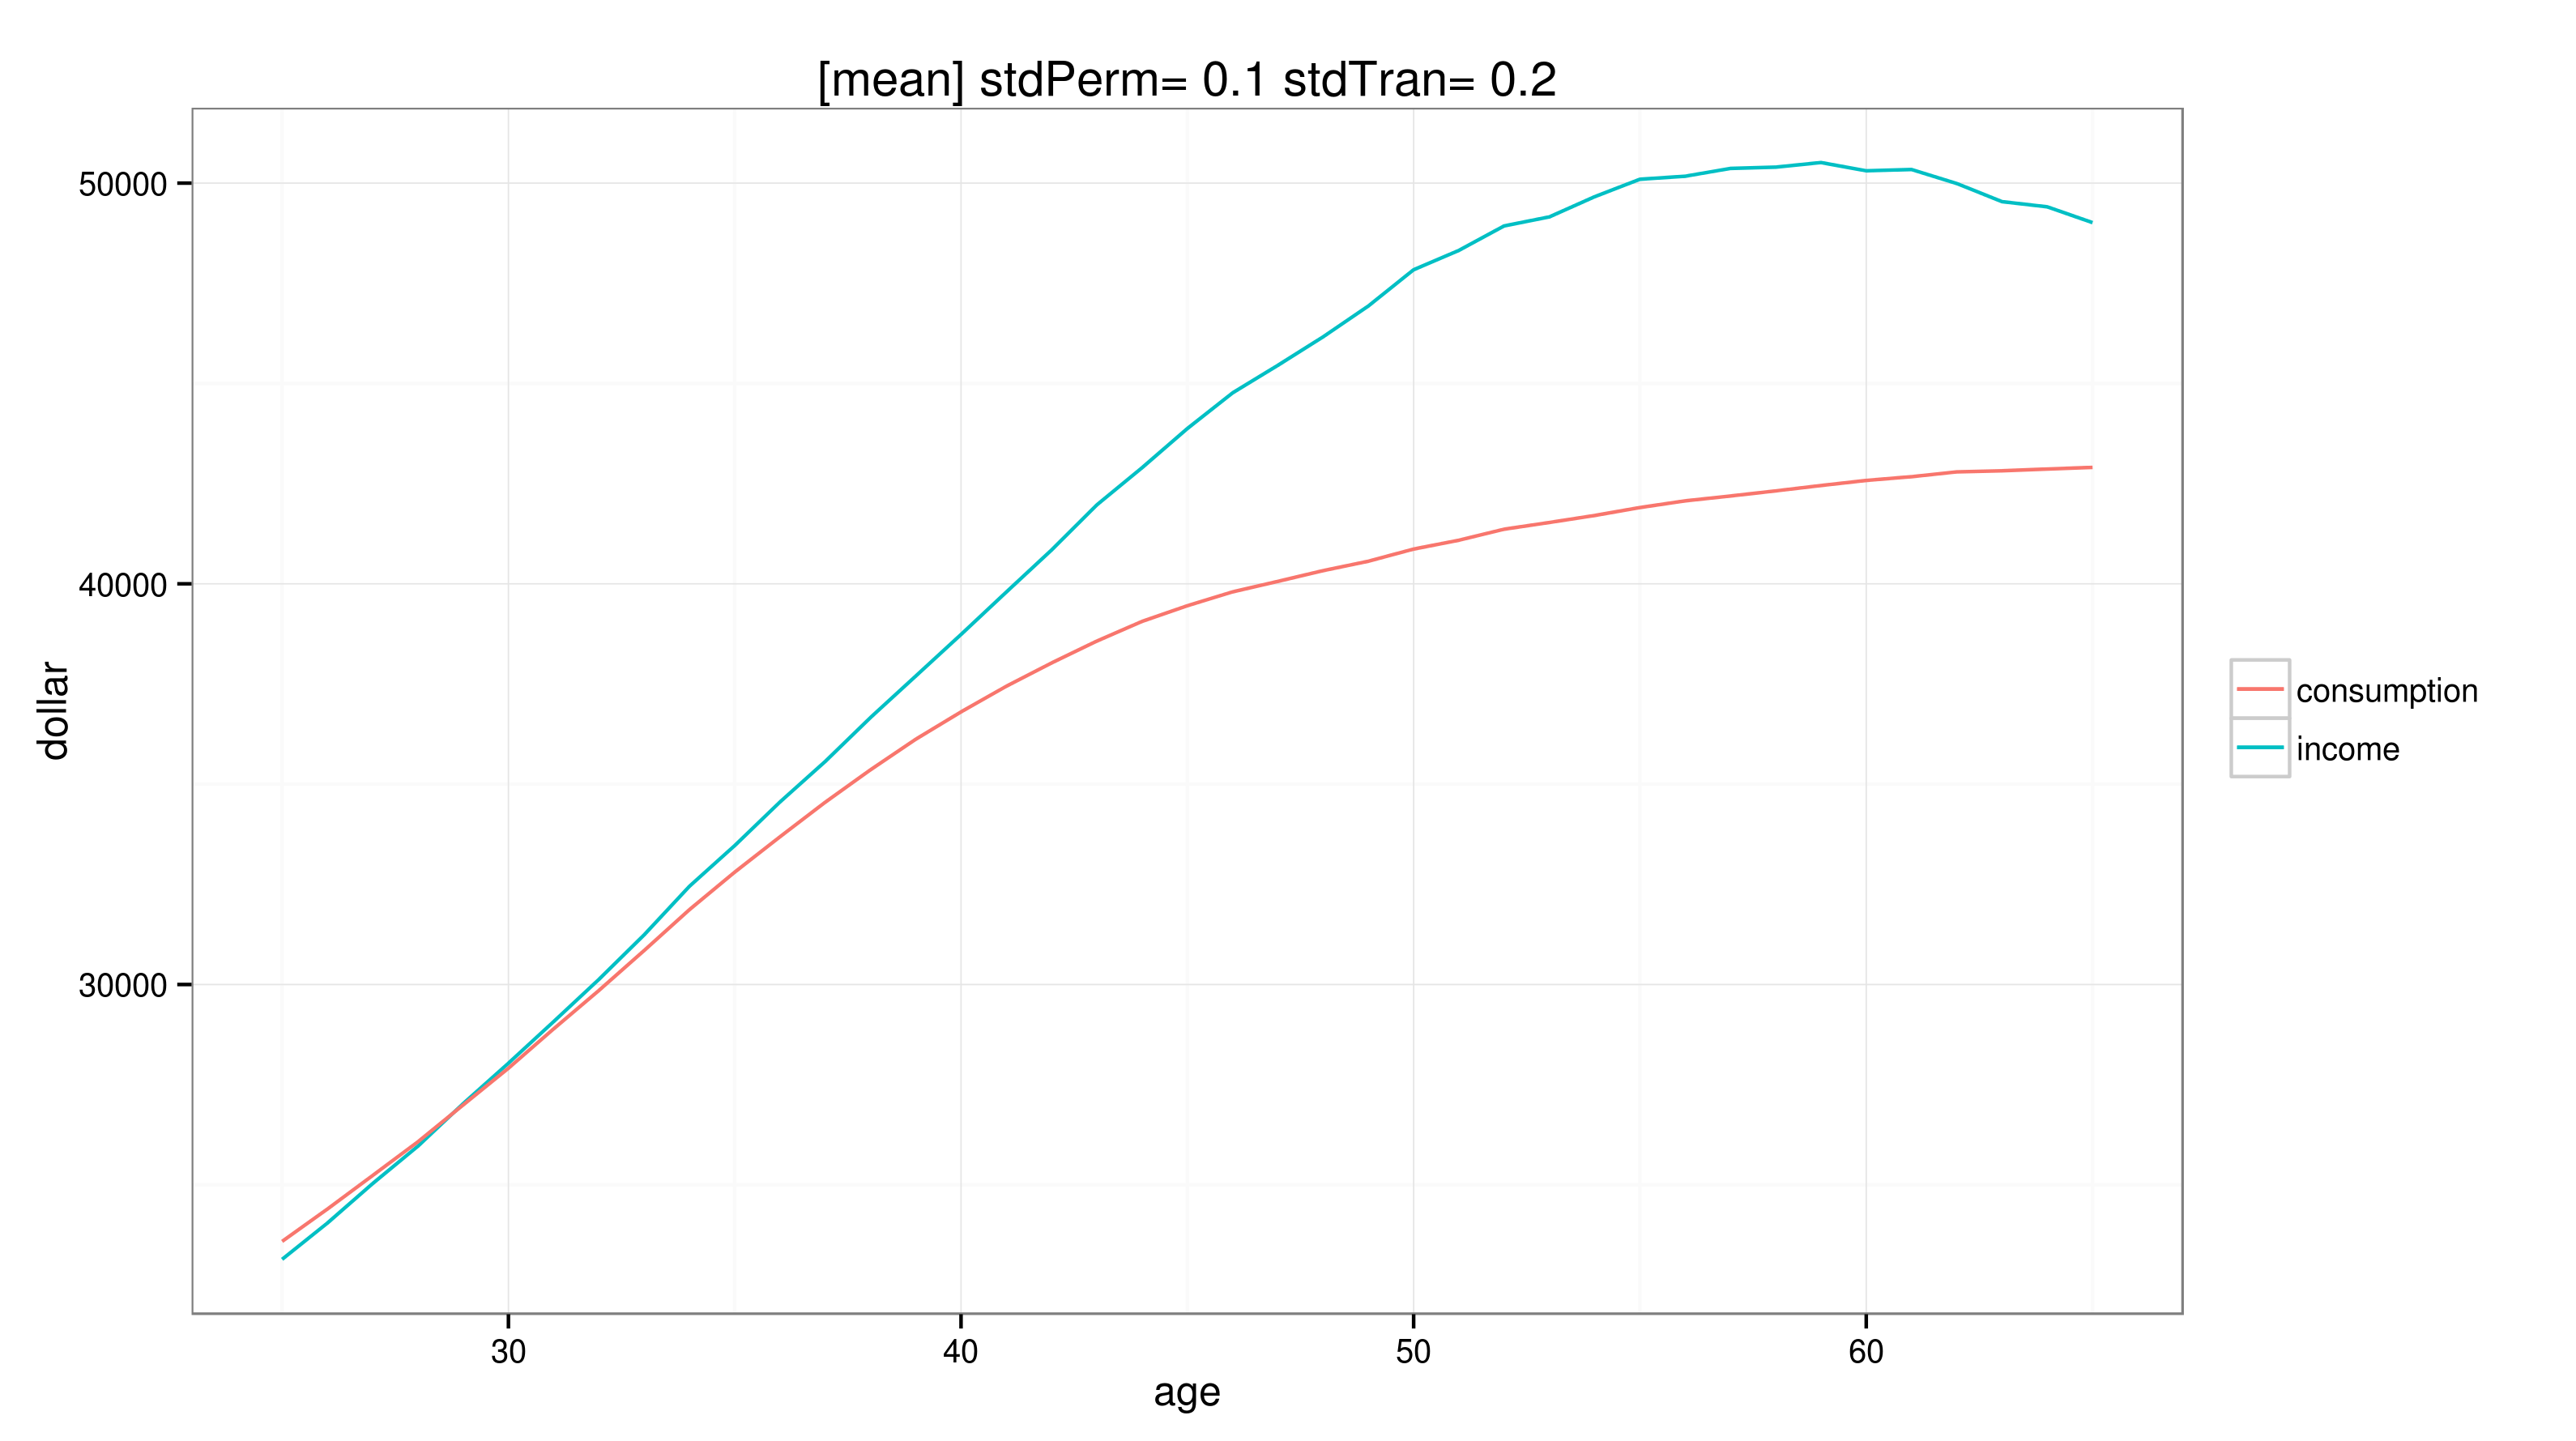 [mean] stdPerm= 0.1 stdTran= 0.2
50000
40000
30000
dollar
30 40 50 60
age
consumption
income